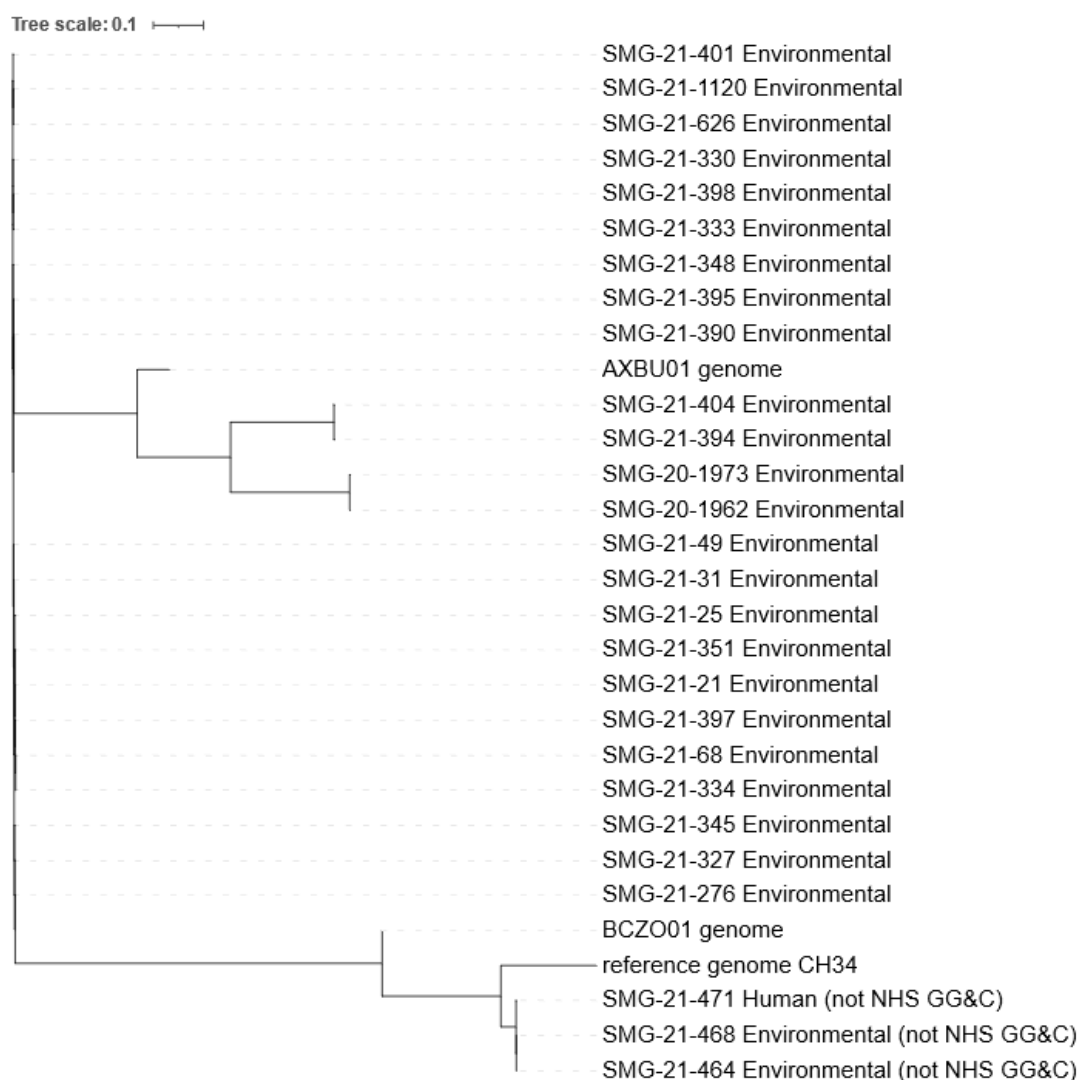 Tree scale: 0.1
SMG-21-401 Environmental
SMG-21-1120 Environmental
SMG-21-626 Environmental
SMG-21-330 Environmental
SMG-21-398 Environmental
SMG-21-333 Environmental
SMG-21-348 Environmental
SMG-21-395 Environmental
SMG-21-390 Environmental
AXBU01 genome
SMG-21-404 Environmental
SMG-21-394 Environmental
SMG-20-1973 Environmental
SMG-20-1962 Environmental
SMG-21-49 Environmental
SMG-21-31 Environmental
SMG-21-25 Environmental
SMG-21-351 Environmental
SMG-21-21 Environmental
SMG-21-397 Environmental
SMG-21-68 Environmental
SMG-21-334 Environmental
SMG-21-345 Environmental
SMG-21-327 Environmental
SMG-21-276 Environmental
BCZO01 genome
reference genome CH34
SMG-21-471 Human (not NHS GG&C)
SMG-21-468 Environmental (not NHS GG&C)
SMG-21-464 Environmental (not NHS GG&C)